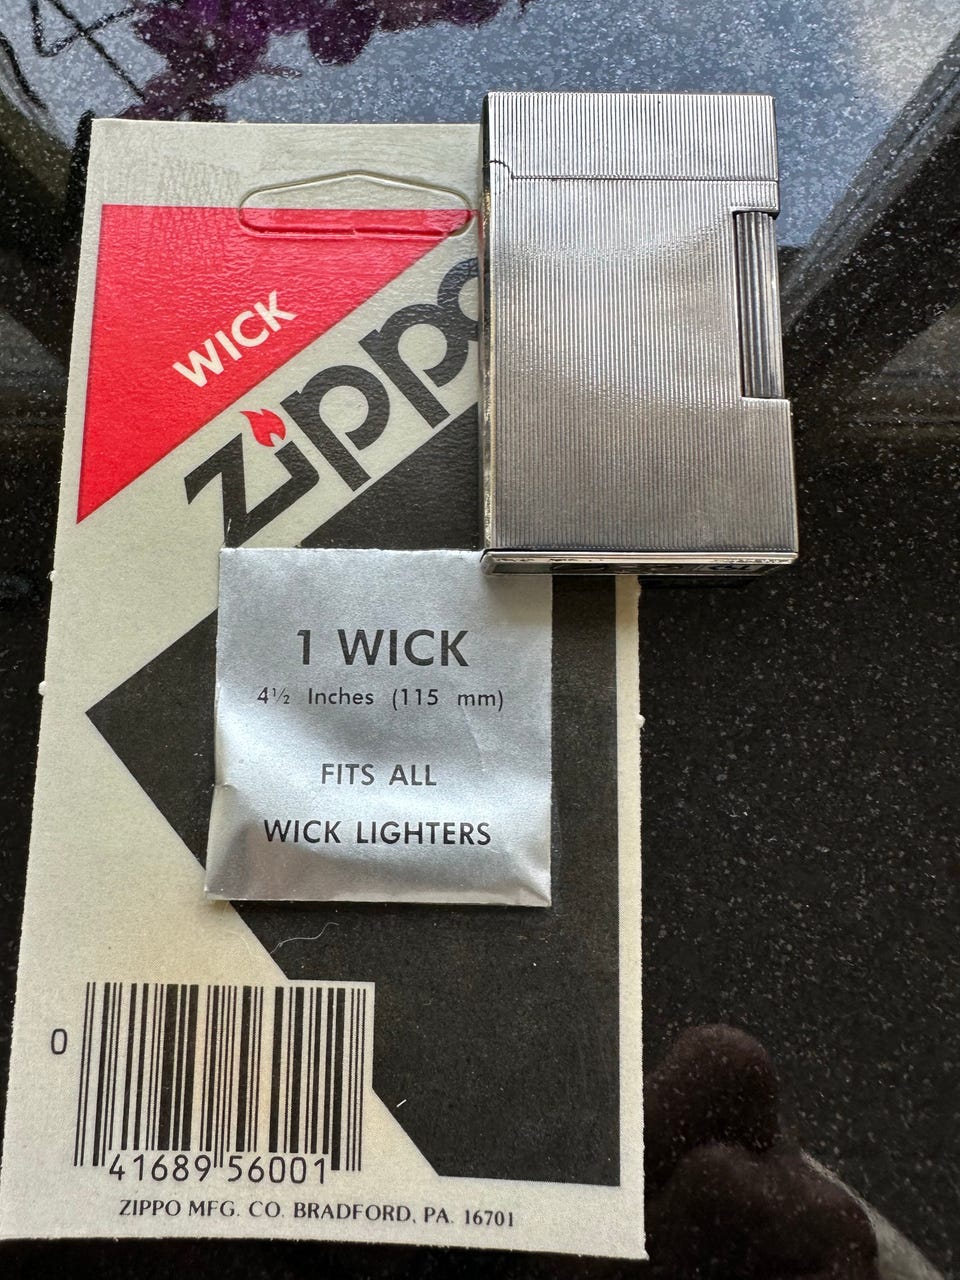 WICK
zippo
1 WICK
4½ Inches (115 mm)
FITS ALL
WICK LIGHTERS
0
41689 56001
ZIPPO MFG. CO. BRADFORD, PA. 16701